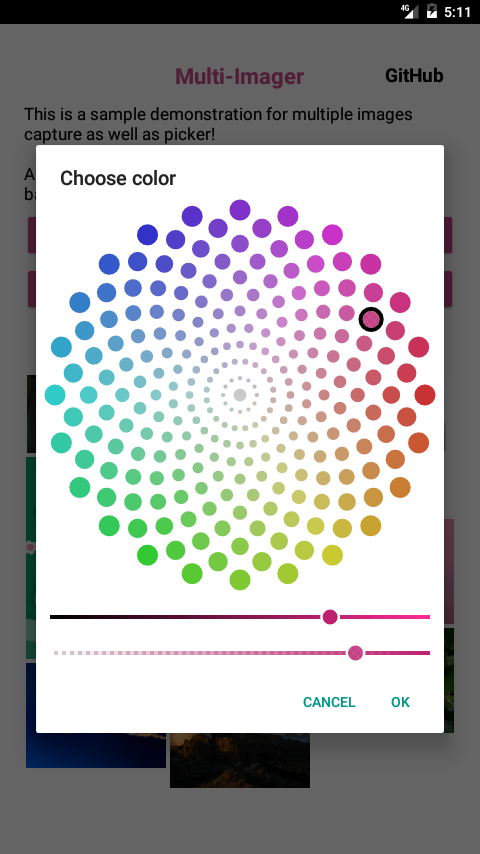 4G 5:11
Multi-Imager GitHub
This is a sample demonstration for multiple images
capture as well as picker!
Choose color
CANCEL OK